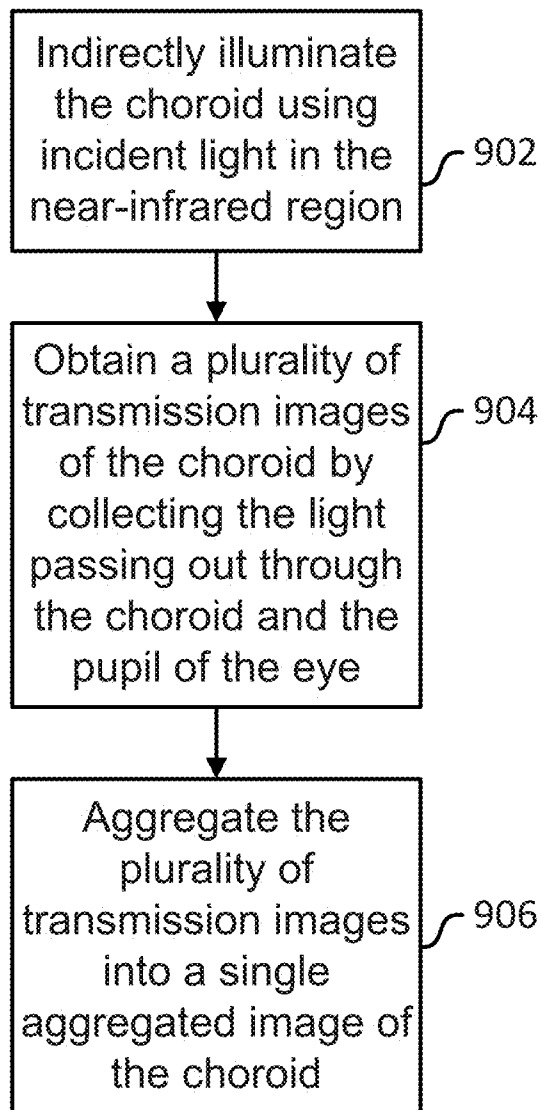 Indirectly illuminate
the choroid using
incident light in the
near-infrared region
902
Obtain a plurality of
transmission images
of the choroid by
collecting the light
passing out through
the choroid and the
pupil of the eye
904
Aggregate the
plurality of
transmission images
into a single
aggregated image of
the choroid
906